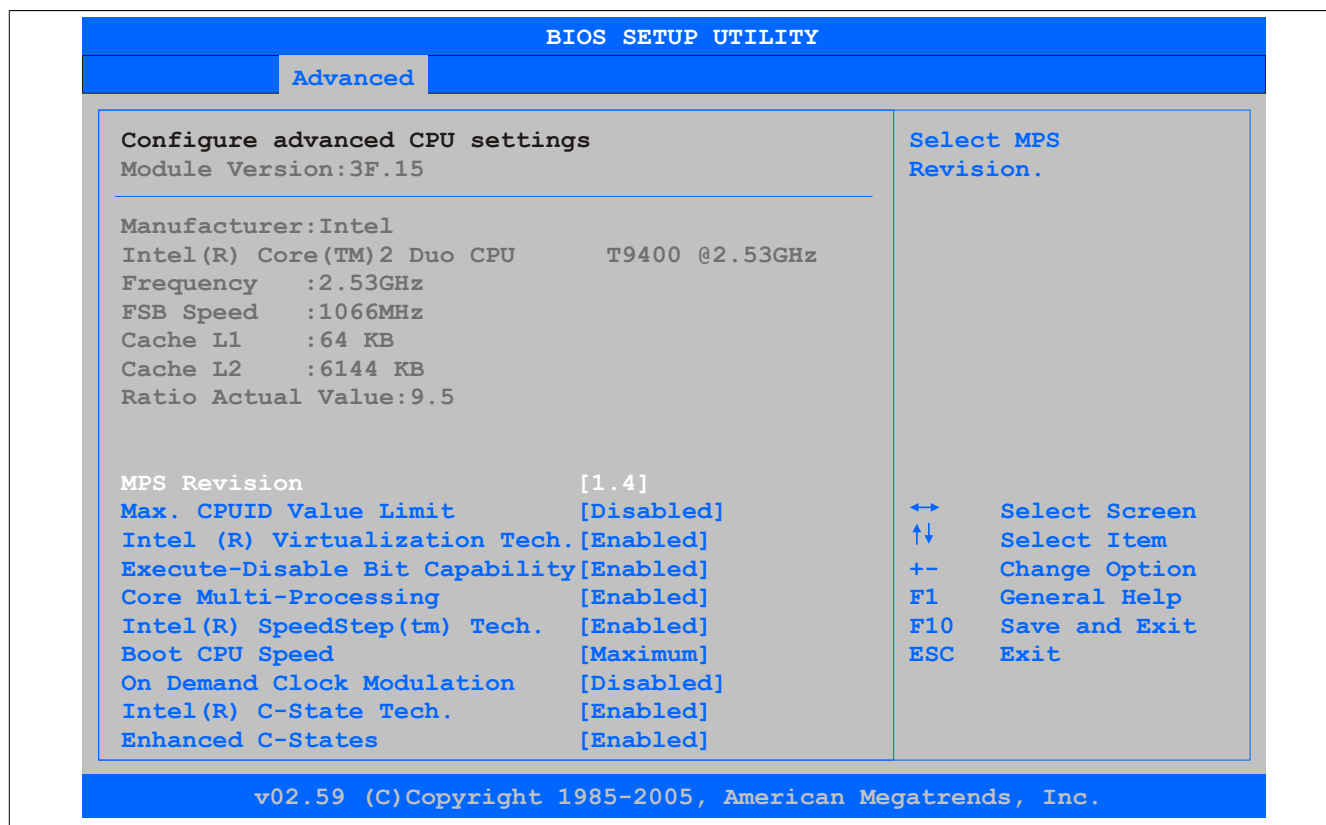 BIOS SETUP UTILITY
Advanced
Configure advanced CPU settings
Module Version:3F.15
Manufacturer:Intel
Intel(R) Core(TM)2 Duo CPU T9400 @2.53GHz
Frequency :2.53GHz
FSB Speed :1066MHz
Cache L1 :64 KB
Cache L2 :6144 KB
Ratio Actual Value:9.5
MPS Revision [1.4]
Max. CPUID Value Limit [Disabled]
Intel (R) Virtualization Tech.[Enabled]
Execute-Disable Bit Capability[Enabled]
Core Multi-Processing [Enabled]
Intel(R) SpeedStep(tm) Tech. [Enabled]
Boot CPU Speed [Maximum]
On Demand Clock Modulation [Disabled]
Intel(R) C-State Tech. [Enabled]
Enhanced C-States [Enabled]
Select MPS
Revision.
↔ Select Screen
↑↓ Select Item
+- Change Option
F1 General Help
F10 Save and Exit
ESC Exit
v02.59 (C)Copyright 1985-2005, American Megatrends, Inc.